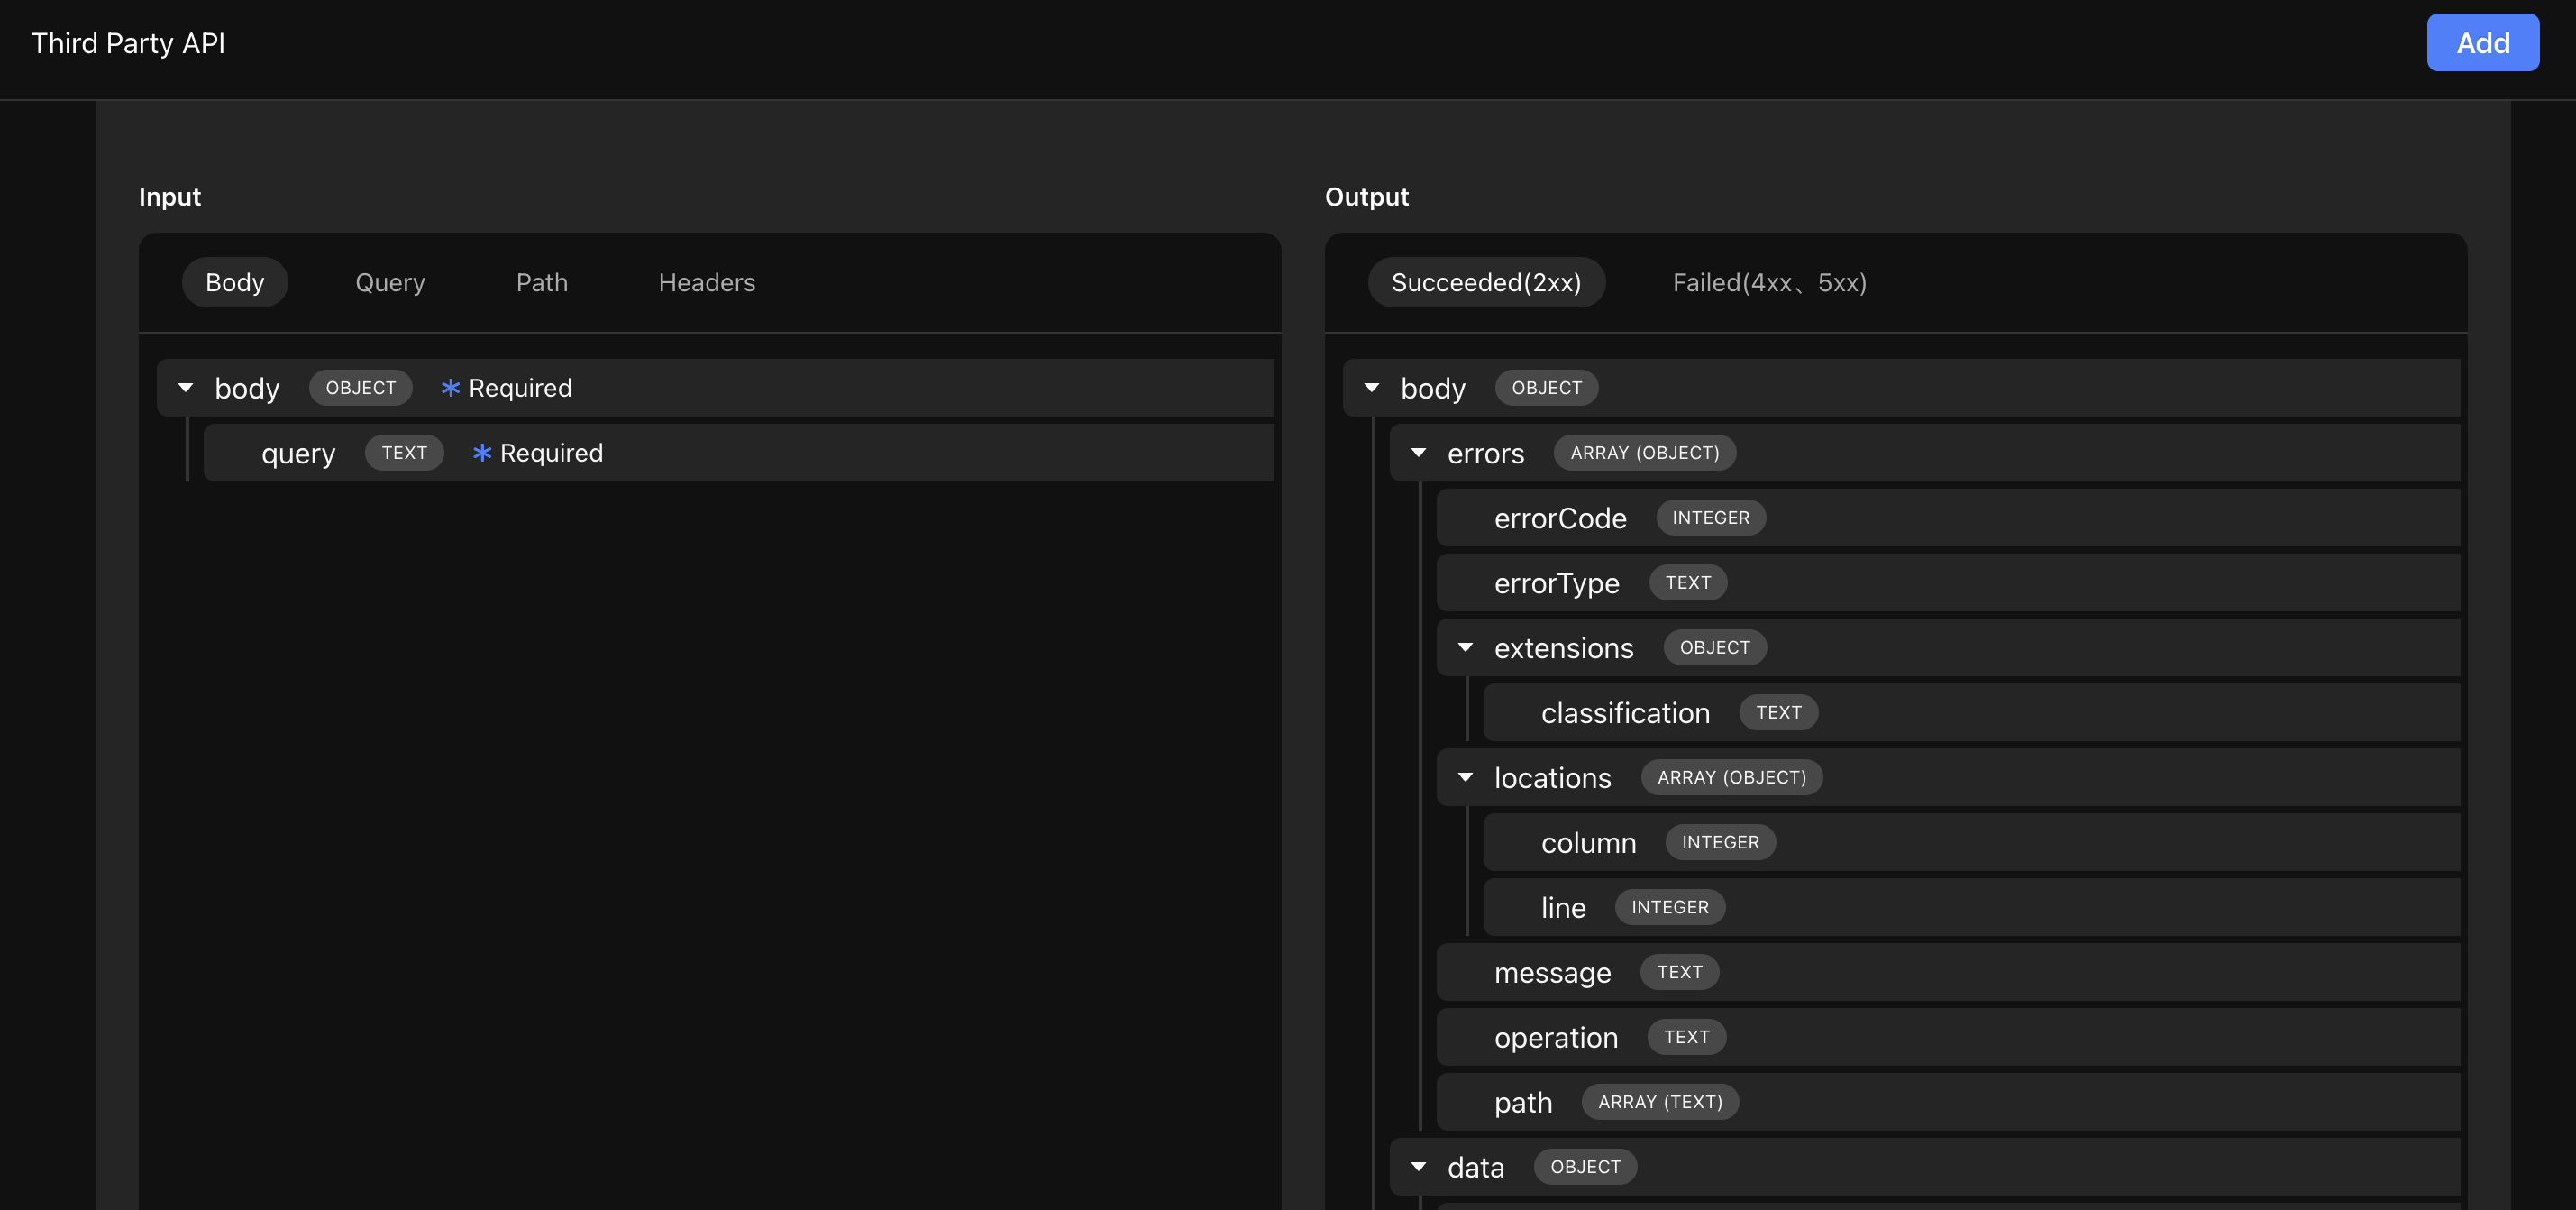 Third Party API
Add
Input
Body Query Path Headers
body OBJECT * Required
query TEXT * Required
Output
Succeeded(2xx) Failed(4xx、5xx)
body OBJECT
errors ARRAY (OBJECT)
errorCode INTEGER
errorType TEXT
extensions OBJECT
classification TEXT
locations ARRAY (OBJECT)
column INTEGER
line INTEGER
message TEXT
operation TEXT
path ARRAY (TEXT)
data OBJECT